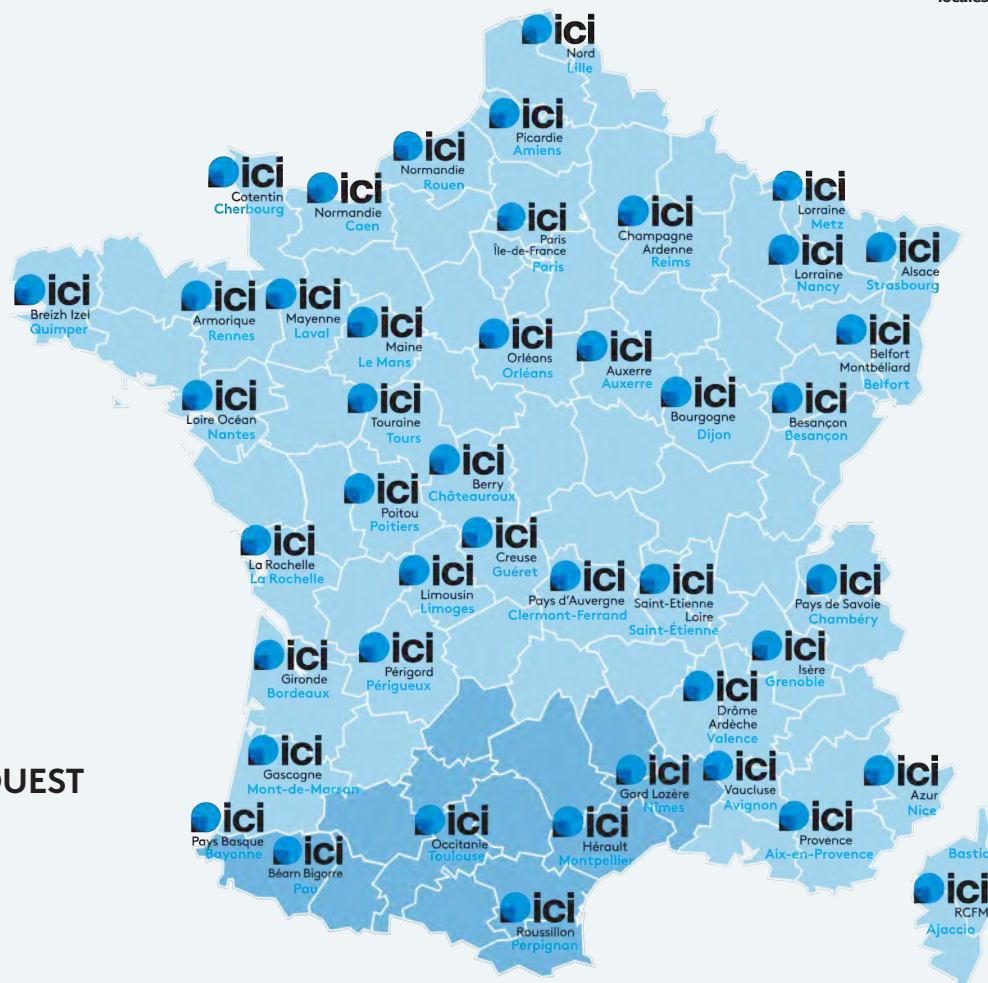 locales
ici
Nord
Lille
ici
Picardie
Amiens
ici
Normandie
Rouen
ici
Cotentin
Cherbourg
ici
Normandie
Caen
ici
Paris
Île-de-France
Paris
ici
Champagne
Ardenne
Reims
ici
Lorraine
Metz
ici
Lorraine
Nancy
ici
Alsace
Strasbourg
ici
Breizh Izel
Quimper
ici
Armorique
Rennes
ici
Mayenne
Laval
ici
Maine
Le Mans
ici
Orléans
Orléans
ici
Auxerre
Auxerre
ici
Belfort
Montbéliard
Belfort
ici
Loire Océan
Nantes
ici
Touraine
Tours
ici
Bourgogne
Dijon
ici
Besançon
Besançon
ici
Berry
Châteauroux
ici
Poitou
Poitiers
ici
La Rochelle
La Rochelle
ici
Creuse
Guéret
ici
Limousin
Limoges
ici
Pays d'Auvergne
Clermont-Ferrand
ici
Saint-Etienne
Loire
Saint-Étienne
ici
Pays de Savoie
Chambéry
ici
Gironde
Bordeaux
ici
Périgord
Périgueux
ici
Isère
Grenoble
ici
Drôme
Ardèche
Valence
OUEST
ici
Gascogne
Mont-de-Marsan
ici
Gard Lozère
Nîmes
ici
Vaucluse
Avignon
ici
Azur
Nice
ici
Pays Basque
Bayonne
ici
Béarn Bigorre
Pau
ici
Occitanie
Toulouse
ici
Hérault
Montpellier
ici
Provence
Aix-en-Provence
ici
Roussillon
Perpignan
Bastia
ici
RCFM
Ajaccio